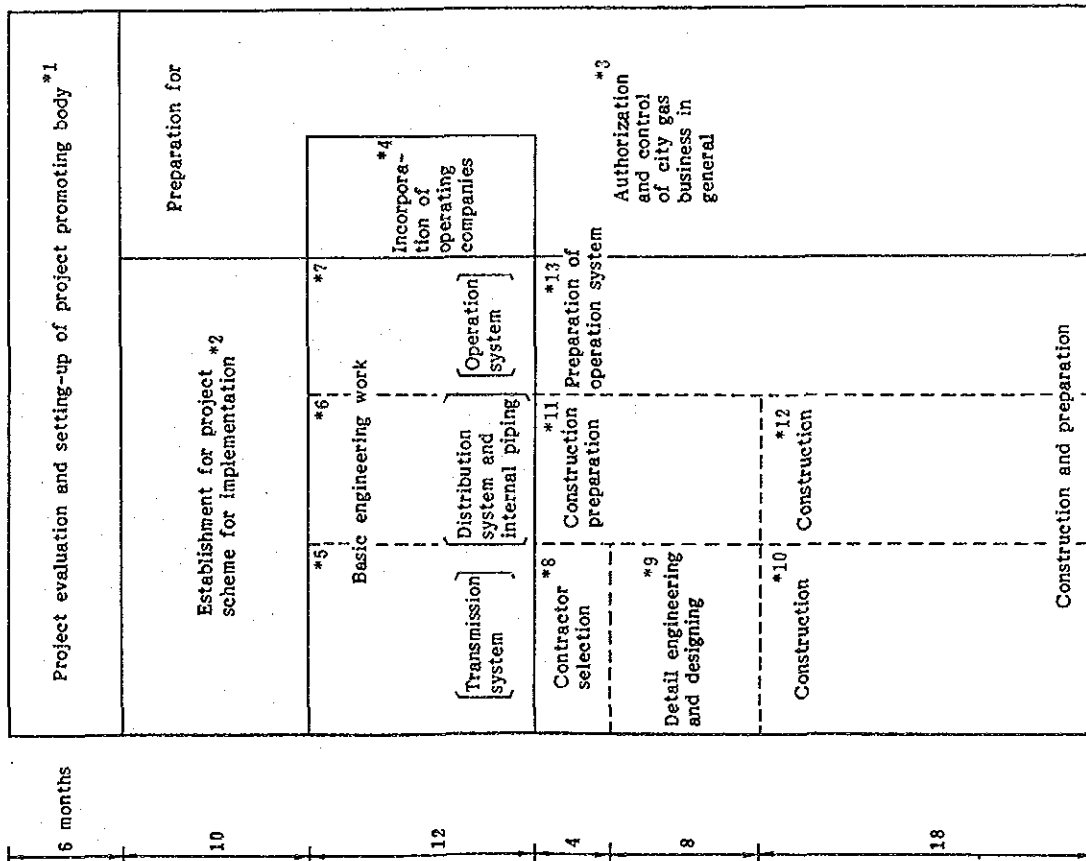 6 months
10
12
4
8
18
Project evaluation and setting-up of project promoting body *1
Establishment for project
scheme for implementation *2
Preparation for
*5
*6
*7
Basic engineering work
Transmission
system
Distribution
system and
internal piping
Operation
system
*4
Incorpora-
tion of
operating
companies
*8
Contractor
selection
*11
Construction
preparation
*13
Preparation of
operation system
*3
Authorization
and control
of city gas
business in
general
*9
Detail engineering
and designing
*10
Construction
*12
Construction
Construction and preparation